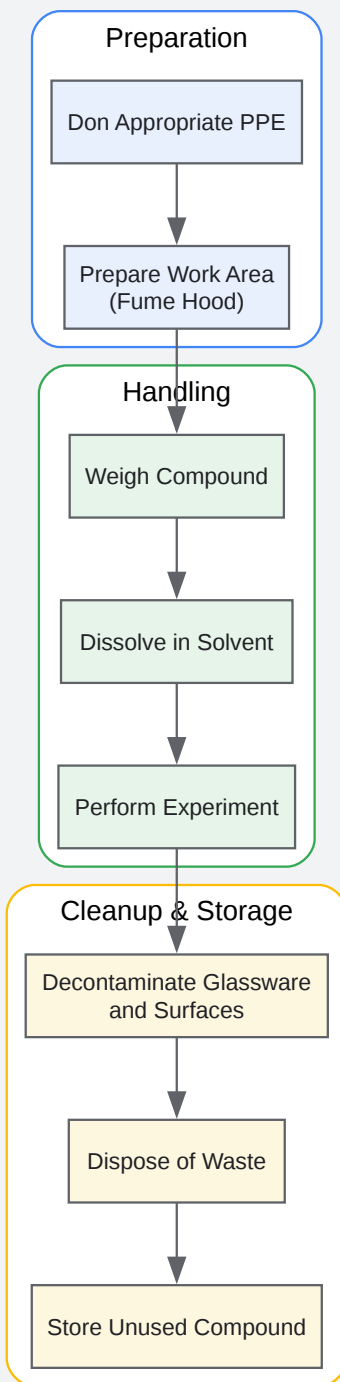 Preparation
Don Appropriate PPE
Prepare Work Area
(Fume Hood)
Handling
Weigh Compound
Dissolve in Solvent
Perform Experiment
Cleanup & Storage
Decontaminate Glassware
and Surfaces
Dispose of Waste
Store Unused Compound